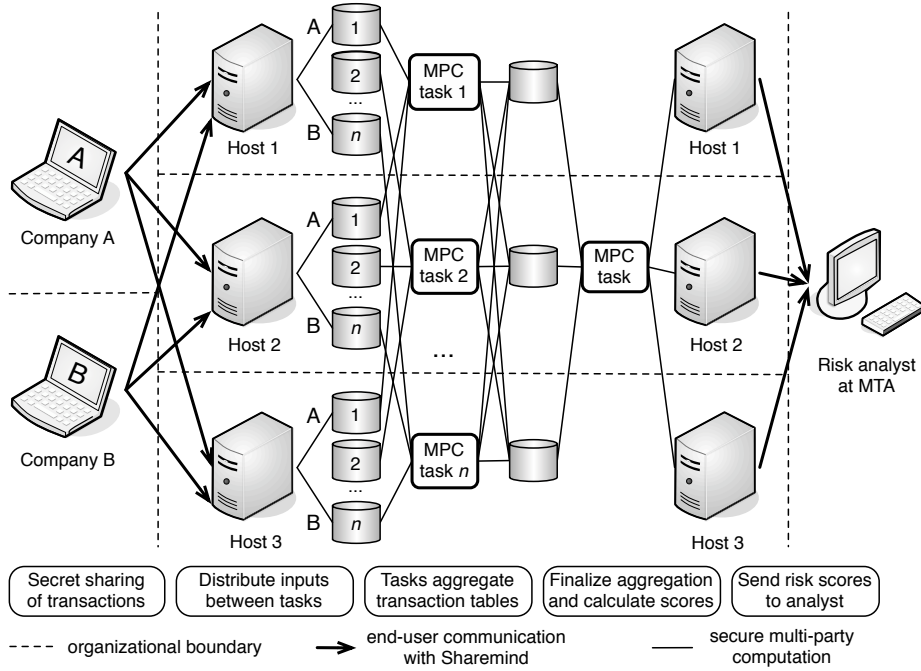 A
Company A
B
Company B
Host 1
A
1
2
...
B
n
Host 2
A
1
2
...
B
n
Host 3
A
1
2
...
B
n
MPC
task 1
MPC
task 2
...
MPC
task n
MPC
task
Host 1
Host 2
Host 3
Risk analyst
at MTA
Secret sharing
of transactions
Distribute inputs
between tasks
Tasks aggregate
transaction tables
Finalize aggregation
and calculate scores
Send risk scores
to analyst
organizational boundary
end-user communication
with Sharemind
secure multi-party
computation